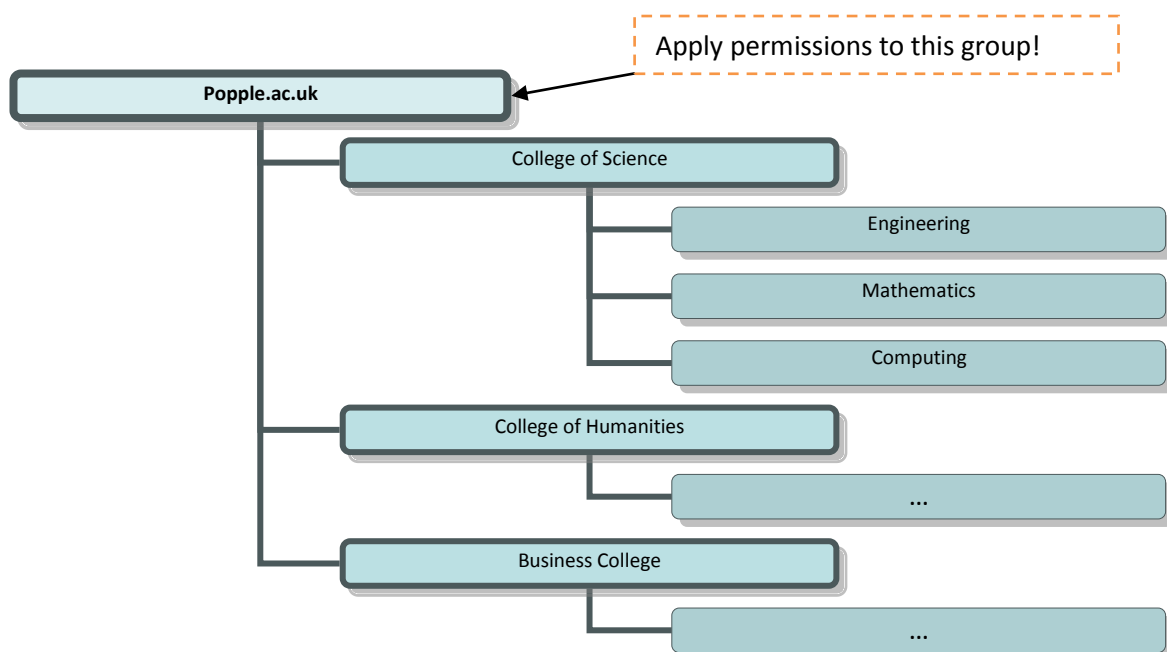 Apply permissions to this group!
Popple.ac.uk
College of Science
Engineering
Mathematics
Computing
College of Humanities
...
Business College
...